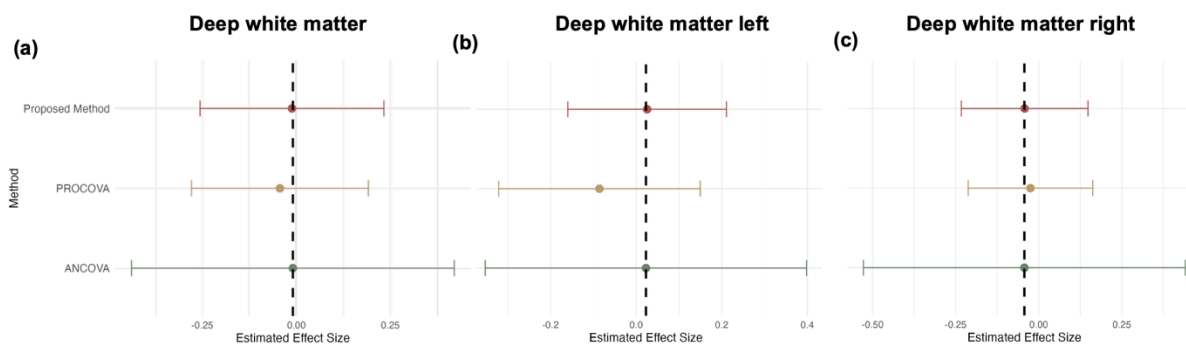 (a) Deep white matter
(b) Deep white matter left
(c) Deep white matter right
Method
Proposed Method
PROCOVA
ANCOVA
-0.25 0.00 0.25
Estimated Effect Size
-0.2 0.0 0.2 0.4
Estimated Effect Size
-0.50 -0.25 0.00 0.25
Estimated Effect Size